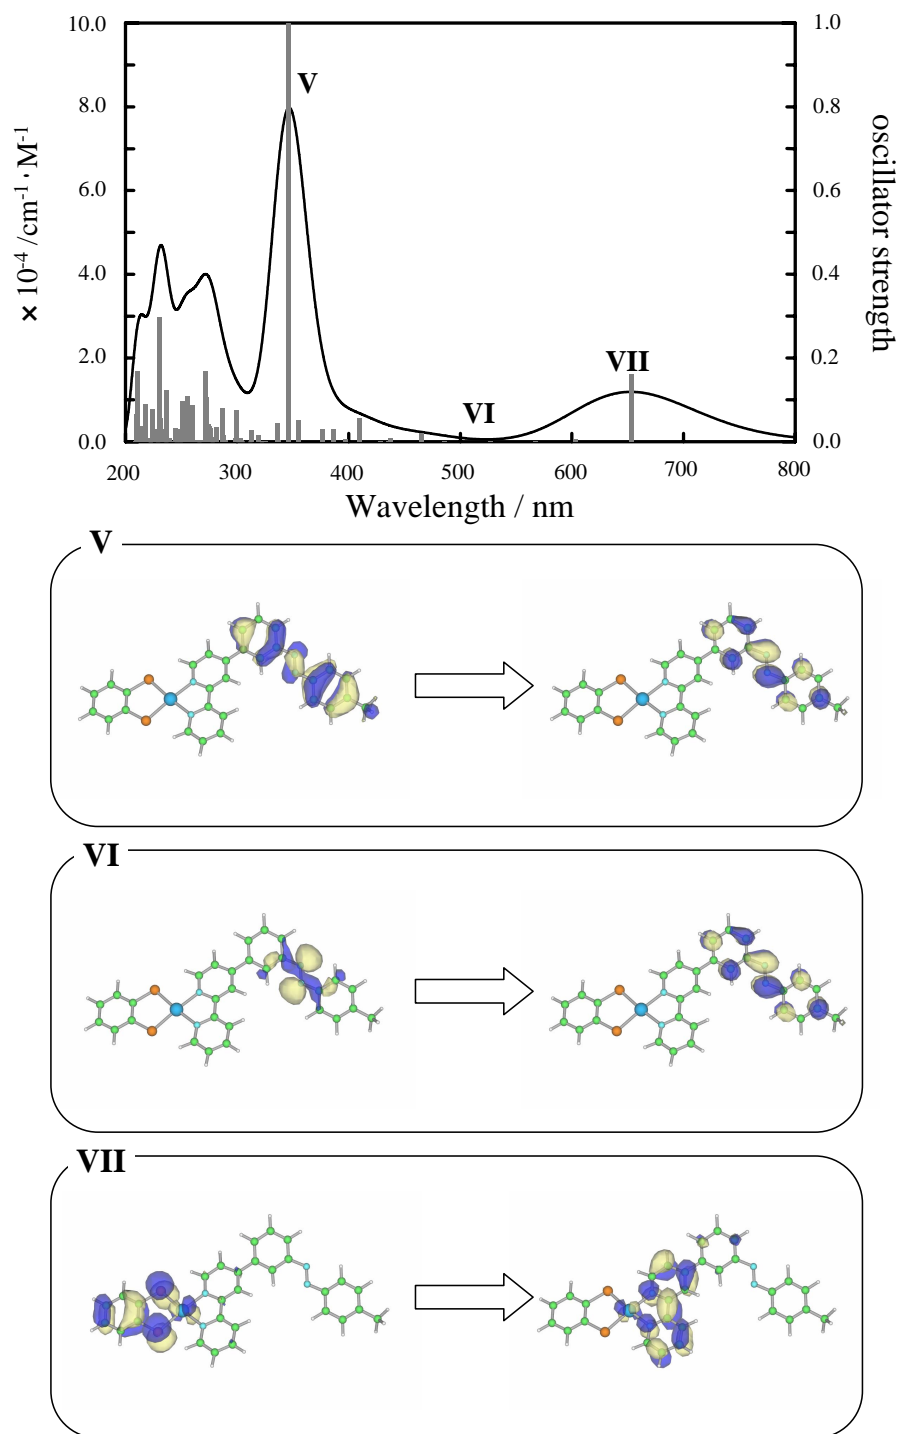 10.0
8.0
6.0
4.0
2.0
0.0
× 10-4 /cm-1・M-1
1.0
0.8
0.6
0.4
0.2
0.0
oscillator strength
V
VI
VII
200
300
400
500
600
700
800
Wavelength / nm
V
VI
VII